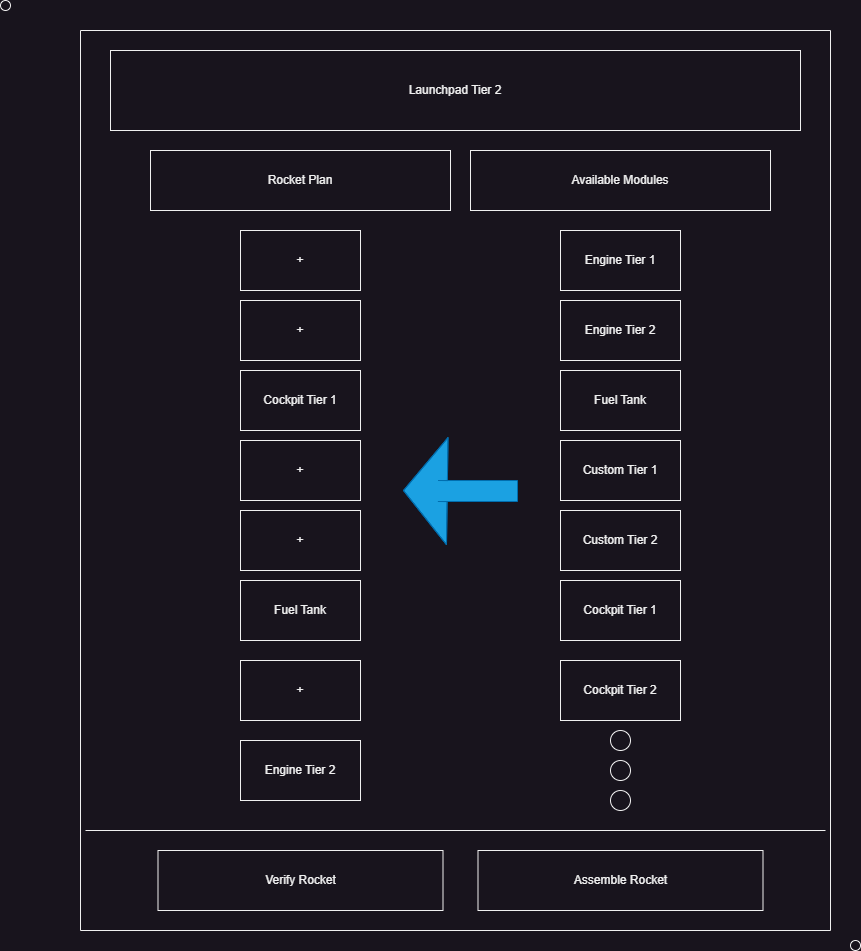 Launchpad Tier 2
Rocket Plan
Available Modules
+
+
Cockpit Tier 1
+
+
Fuel Tank
+
Engine Tier 2
Engine Tier 1
Engine Tier 2
Fuel Tank
Custom Tier 1
Custom Tier 2
Cockpit Tier 1
Cockpit Tier 2
Verify Rocket
Assemble Rocket